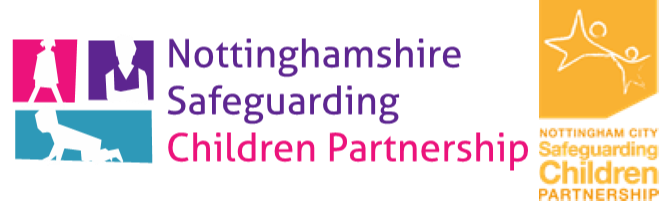 Nottinghamshire
Safeguarding
Children Partnership
NOTTINGHAM CITY
Safeguarding
Children
PARTNERSHIP